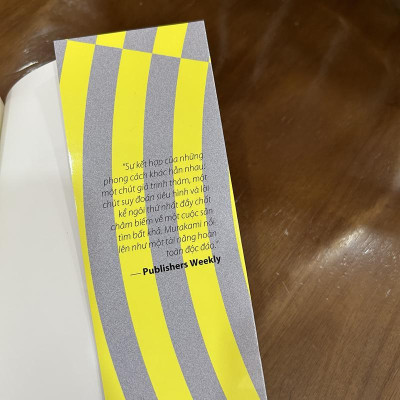 "Sự kết hợp của những
phong cách khác hẳn nhau:
một chút giả trinh thám, một
chút suy đoán siêu hình và lối
kể ngôi thứ nhất đầy chất
châm biếm về một cuộc săn
tìm bất khả. Murakami nổi
lên như một tài năng hoàn
toàn độc đáo."
— Publishers Weekly